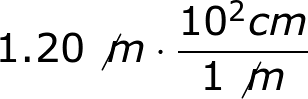 1.20 m̸ · 10²cm / 1 m̸